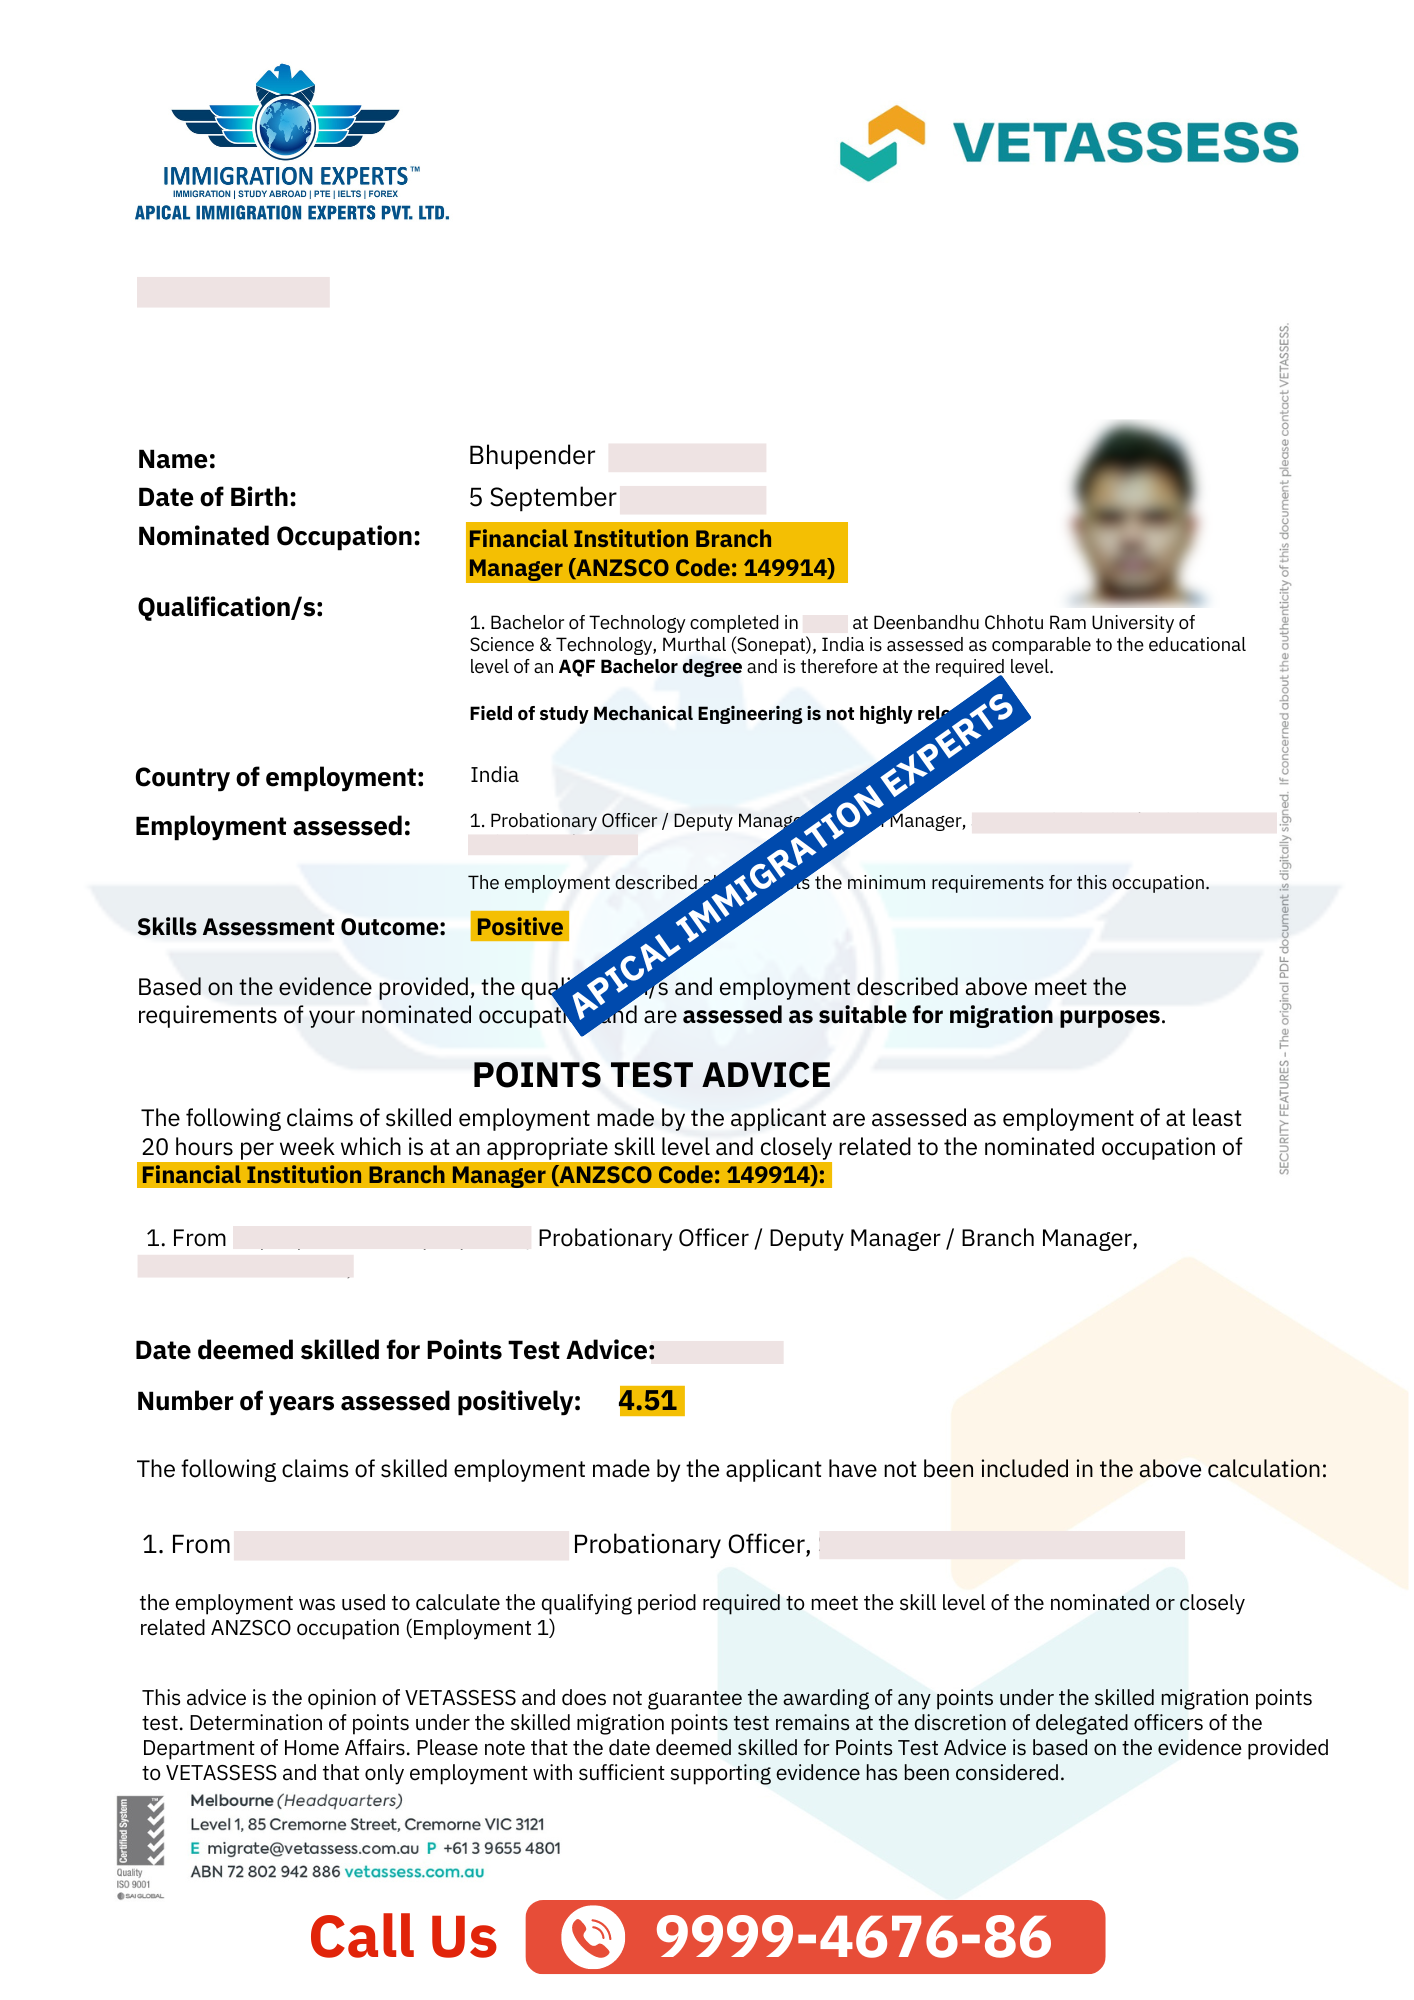 IMMIGRATION EXPERTS™
IMMIGRATION | STUDY ABROAD | PTE | IELTS | FOREX
APICAL IMMIGRATION EXPERTS PVT. LTD.
VETASSESS
Name: Bhupender
Date of Birth: 5 September
Nominated Occupation: Financial Institution Branch
Manager (ANZSCO Code: 149914)
Qualification/s:
1. Bachelor of Technology completed in at Deenbandhu Chhotu Ram University of
Science & Technology, Murthal (Sonepat), India is assessed as comparable to the educational
level of an AQF Bachelor degree and is therefore at the required level.
Field of study Mechanical Engineering is not highly
Country of employment: India
Employment assessed: 1. Probationary Officer / Deputy Manager, 
The employment described the minimum requirements for this occupation.
Skills Assessment Outcome: Positive
Based on the evidence provided, the and employment described above meet the
requirements of your nominated and are assessed as suitable for migration purposes.
APICAL IMMIGRATION EXPERTS
POINTS TEST ADVICE
The following claims of skilled employment made by the applicant are assessed as employment of at least
20 hours per week which is at an appropriate skill level and closely related to the nominated occupation of
Financial Institution Branch Manager (ANZSCO Code: 149914):
1. From Probationary Officer / Deputy Manager / Branch Manager,
Date deemed skilled for Points Test Advice:
Number of years assessed positively: 4.51
The following claims of skilled employment made by the applicant have not been included in the above calculation:
1. From Probationary Officer,
the employment was used to calculate the qualifying period required to meet the skill level of the nominated or closely
related ANZSCO occupation (Employment 1)
This advice is the opinion of VETASSESS and does not guarantee the awarding of any points under the skilled migration points
test. Determination of points under the skilled migration points test remains at the discretion of delegated officers of the
Department of Home Affairs. Please note that the date deemed skilled for Points Test Advice is based on the evidence provided
to VETASSESS and that only employment with sufficient supporting evidence has been considered.
SECURITY FEATURES - The original PDF document is digitally signed. If concerned about the authenticity of this document please contact VETASSESS.
Certified System
Quality
ISO 9001
SAI GLOBAL
Melbourne (Headquarters)
Level 1, 85 Cremorne Street, Cremorne VIC 3121
E migrate@vetassess.com.au P +61 3 9655 4801
ABN 72 802 942 886 vetassess.com.au
Call Us 9999-4676-86